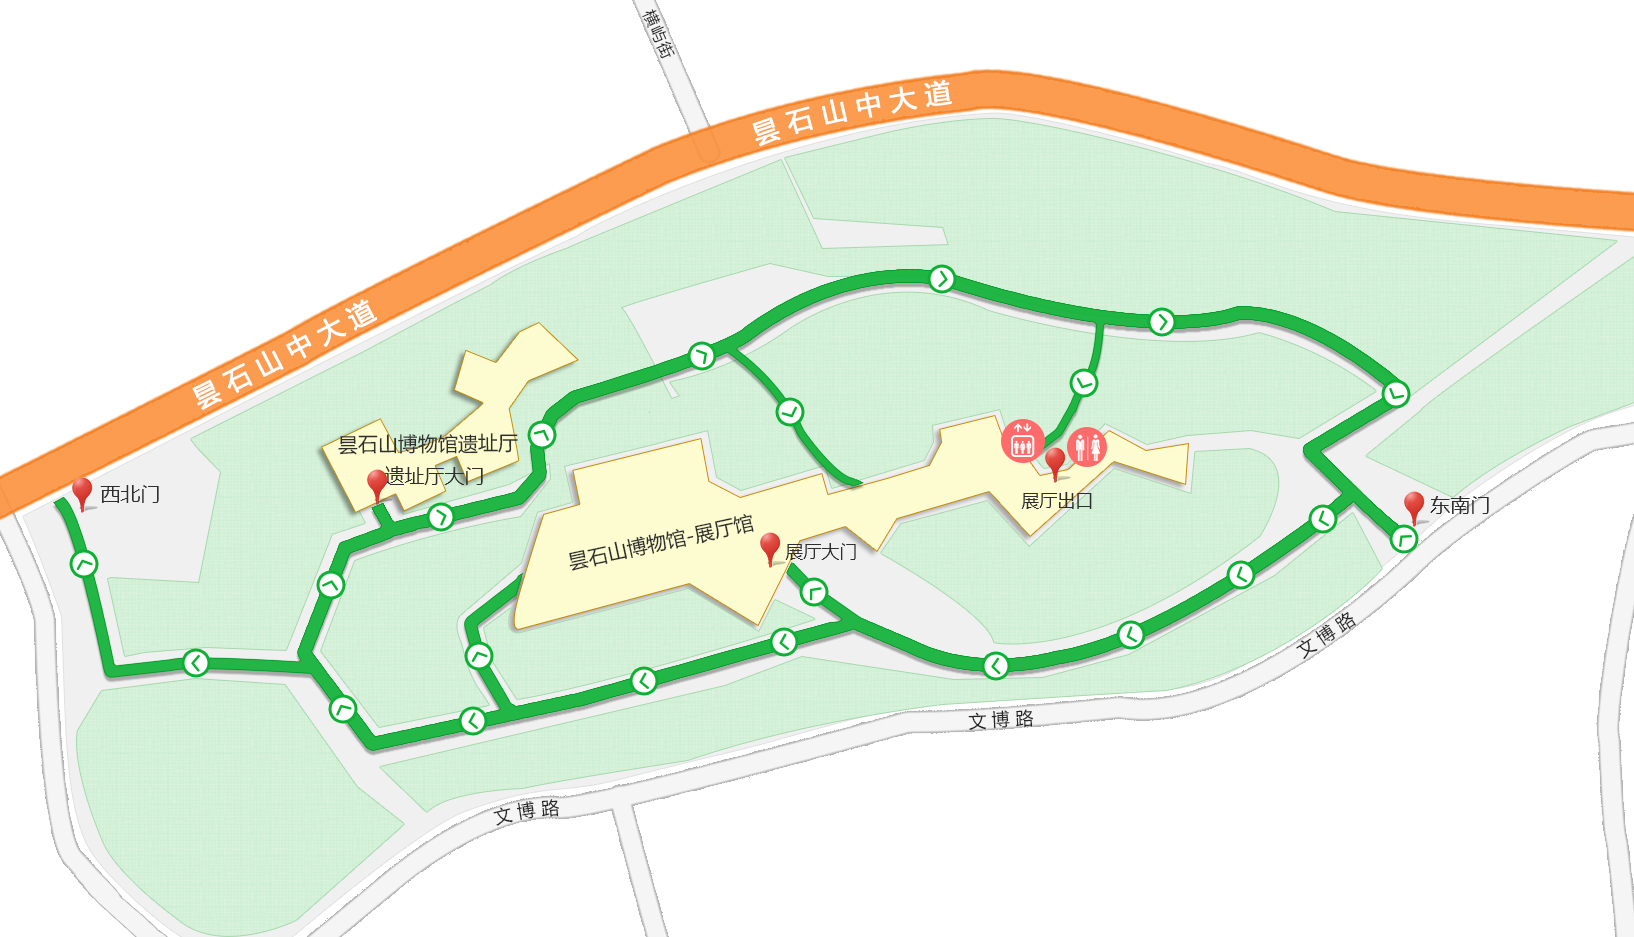 横屿街
昙石山中大道
昙石山中大道
昙石山博物馆遗址厅
遗址厅大门
西北门
展厅出口
东南门
昙石山博物馆-展厅馆
展厅大门
文博路
文博路
文博路